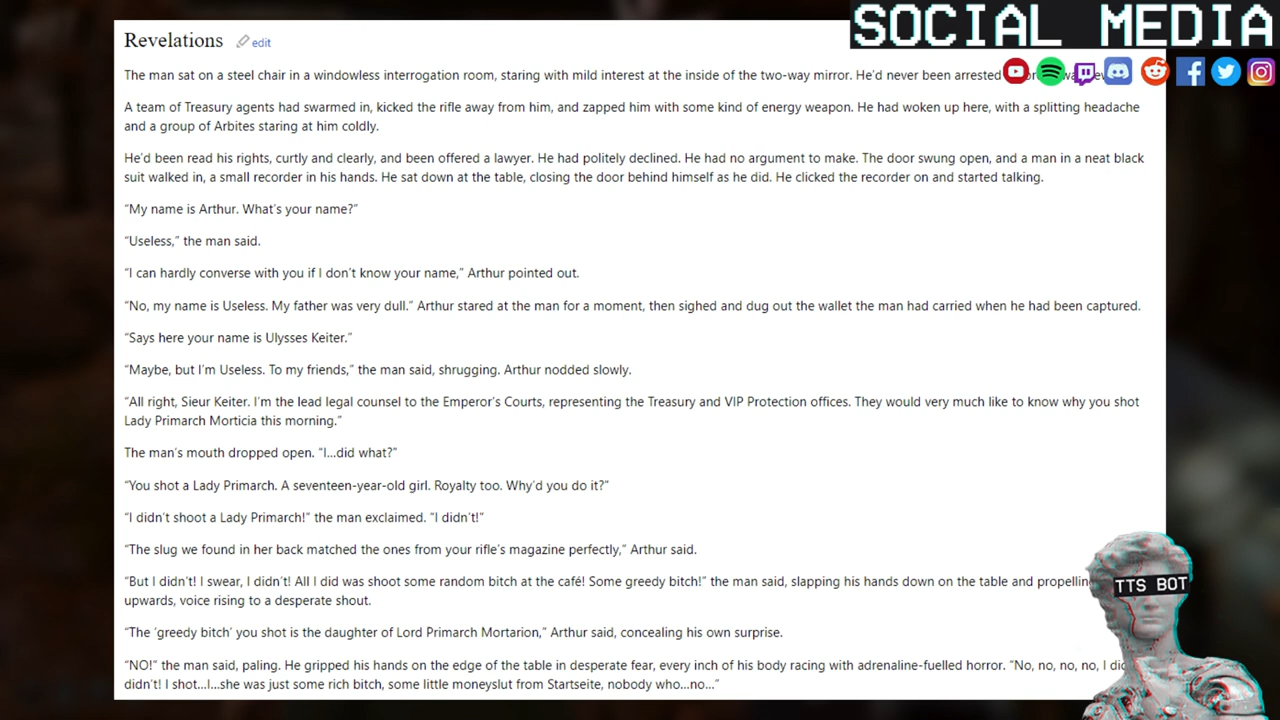 SOCIAL MEDIA
Revelations edit
The man sat on a steel chair in a windowless interrogation room, staring with mild interest at the inside of the two-way mirror. He’d never been arrested
A team of Treasury agents had swarmed in, kicked the rifle away from him, and zapped him with some kind of energy weapon. He had woken up here, with a splitting headache
and a group of Arbites staring at him coldly.
He’d been read his rights, curtly and clearly, and been offered a lawyer. He had politely declined. He had no argument to make. The door swung open, and a man in a neat black
suit walked in, a small recorder in his hands. He sat down at the table, closing the door behind himself as he did. He clicked the recorder on and started talking.
“My name is Arthur. What’s your name?”
“Useless,” the man said.
“I can hardly converse with you if I don’t know your name,” Arthur pointed out.
“No, my name is Useless. My father was very dull.” Arthur stared at the man for a moment, then sighed and dug out the wallet the man had carried when he had been captured.
“Says here your name is Ulysses Keiter.”
“Maybe, but I’m Useless. To my friends,” the man said, shrugging. Arthur nodded slowly.
“All right, Sieur Keiter. I’m the lead legal counsel to the Emperor’s Courts, representing the Treasury and VIP Protection offices. They would very much like to know why you shot
Lady Primarch Morticia this morning.”
The man’s mouth dropped open. “I...did what?”
“You shot a Lady Primarch. A seventeen-year-old girl. Royalty too. Why’d you do it?”
“I didn’t shoot a Lady Primarch!” the man exclaimed. “I didn’t!”
“The slug we found in her back matched the ones from your rifle’s magazine perfectly,” Arthur said.
“But I didn’t! I swear, I didn’t! All I did was shoot some random bitch at the café! Some greedy bitch!” the man said, slapping his hands down on the table and
upwards, voice rising to a desperate shout.
“The ‘greedy bitch’ you shot is the daughter of Lord Primarch Mortarion,” Arthur said, concealing his own surprise.
“NO!” the man said, paling. He gripped his hands on the edge of the table in desperate fear, every inch of his body racing with adrenaline-fuelled horror. “No, no, no, no, I
didn’t! I shot...I...she was just some rich bitch, some little moneyslut from Startseite, nobody who...no...”
TTS BOT